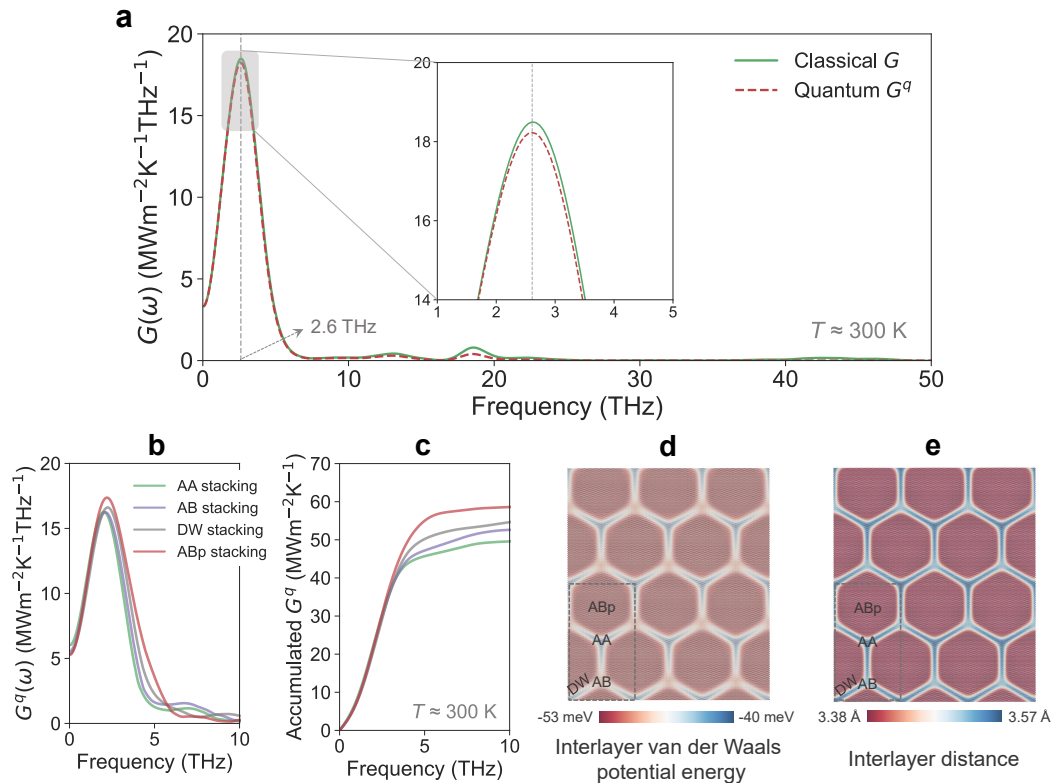 a
G(ω) (MWm⁻²K⁻¹THz⁻¹)
20
15
10
5
0
0
10
20
30
40
50
Frequency (THz)
2.6 THz
T ≈ 300 K
Classical G
Quantum G^q
20
18
16
14
1
2
3
4
5
b
G^q(ω) (MWm⁻²K⁻¹THz⁻¹)
20
15
10
5
0
0
5
10
Frequency (THz)
AA stacking
AB stacking
DW stacking
ABp stacking
c
Accumulated G^q (MWm⁻²K⁻¹)
70
60
50
40
30
20
10
0
0
5
10
Frequency (THz)
T ≈ 300 K
d
ABp
AA
DW
AB
-53 meV
-40 meV
Interlayer van der Waals
potential energy
e
ABp
AA
DW
AB
3.38 Å
3.57 Å
Interlayer distance